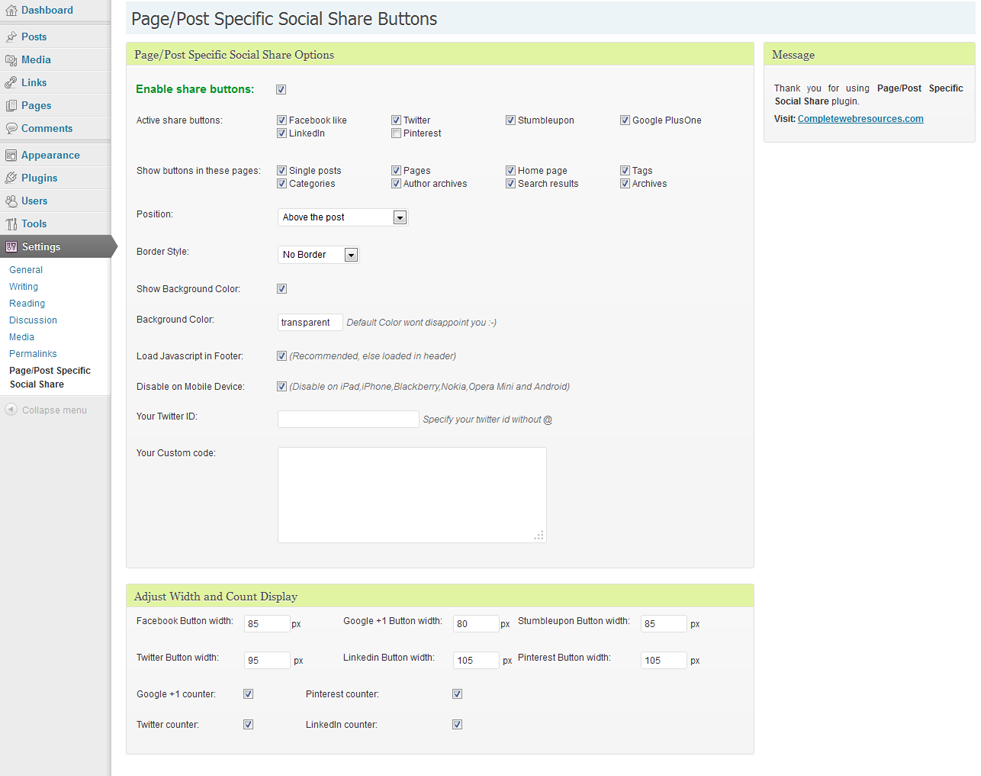 Dashboard
Posts
Media
Links
Pages
Comments
Appearance
Plugins
Users
Tools
Settings
General
Writing
Reading
Discussion
Media
Permalinks
Page/Post Specific
Social Share
Collapse menu
Page/Post Specific Social Share Buttons
Page/Post Specific Social Share Options
Enable share buttons:
Active share buttons: Facebook like Twitter Stumbleupon Google PlusOne
LinkedIn Pinterest
Show buttons in these pages: Single posts Pages Home page Tags
Categories Author archives Search results Archives
Position: Above the post
Border Style: No Border
Show Background Color:
Background Color: transparent Default Color wont disappoint you :-)
Load Javascript in Footer: (Recommended, else loaded in header)
Disable on Mobile Device: (Disable on iPad,iPhone,Blackberry,Nokia,Opera Mini and Android)
Your Twitter ID: Specify your twitter id without @
Your Custom code:
Adjust Width and Count Display
Facebook Button width: 85 px Google +1 Button width: 80 px Stumbleupon Button width: 85 px
Twitter Button width: 95 px Linkedin Button width: 105 px Pinterest Button width: 105 px
Google +1 counter: Pinterest counter:
Twitter counter: LinkedIn counter:
Message
Thank you for using Page/Post Specific
Social Share plugin.
Visit: Completewebresources.com